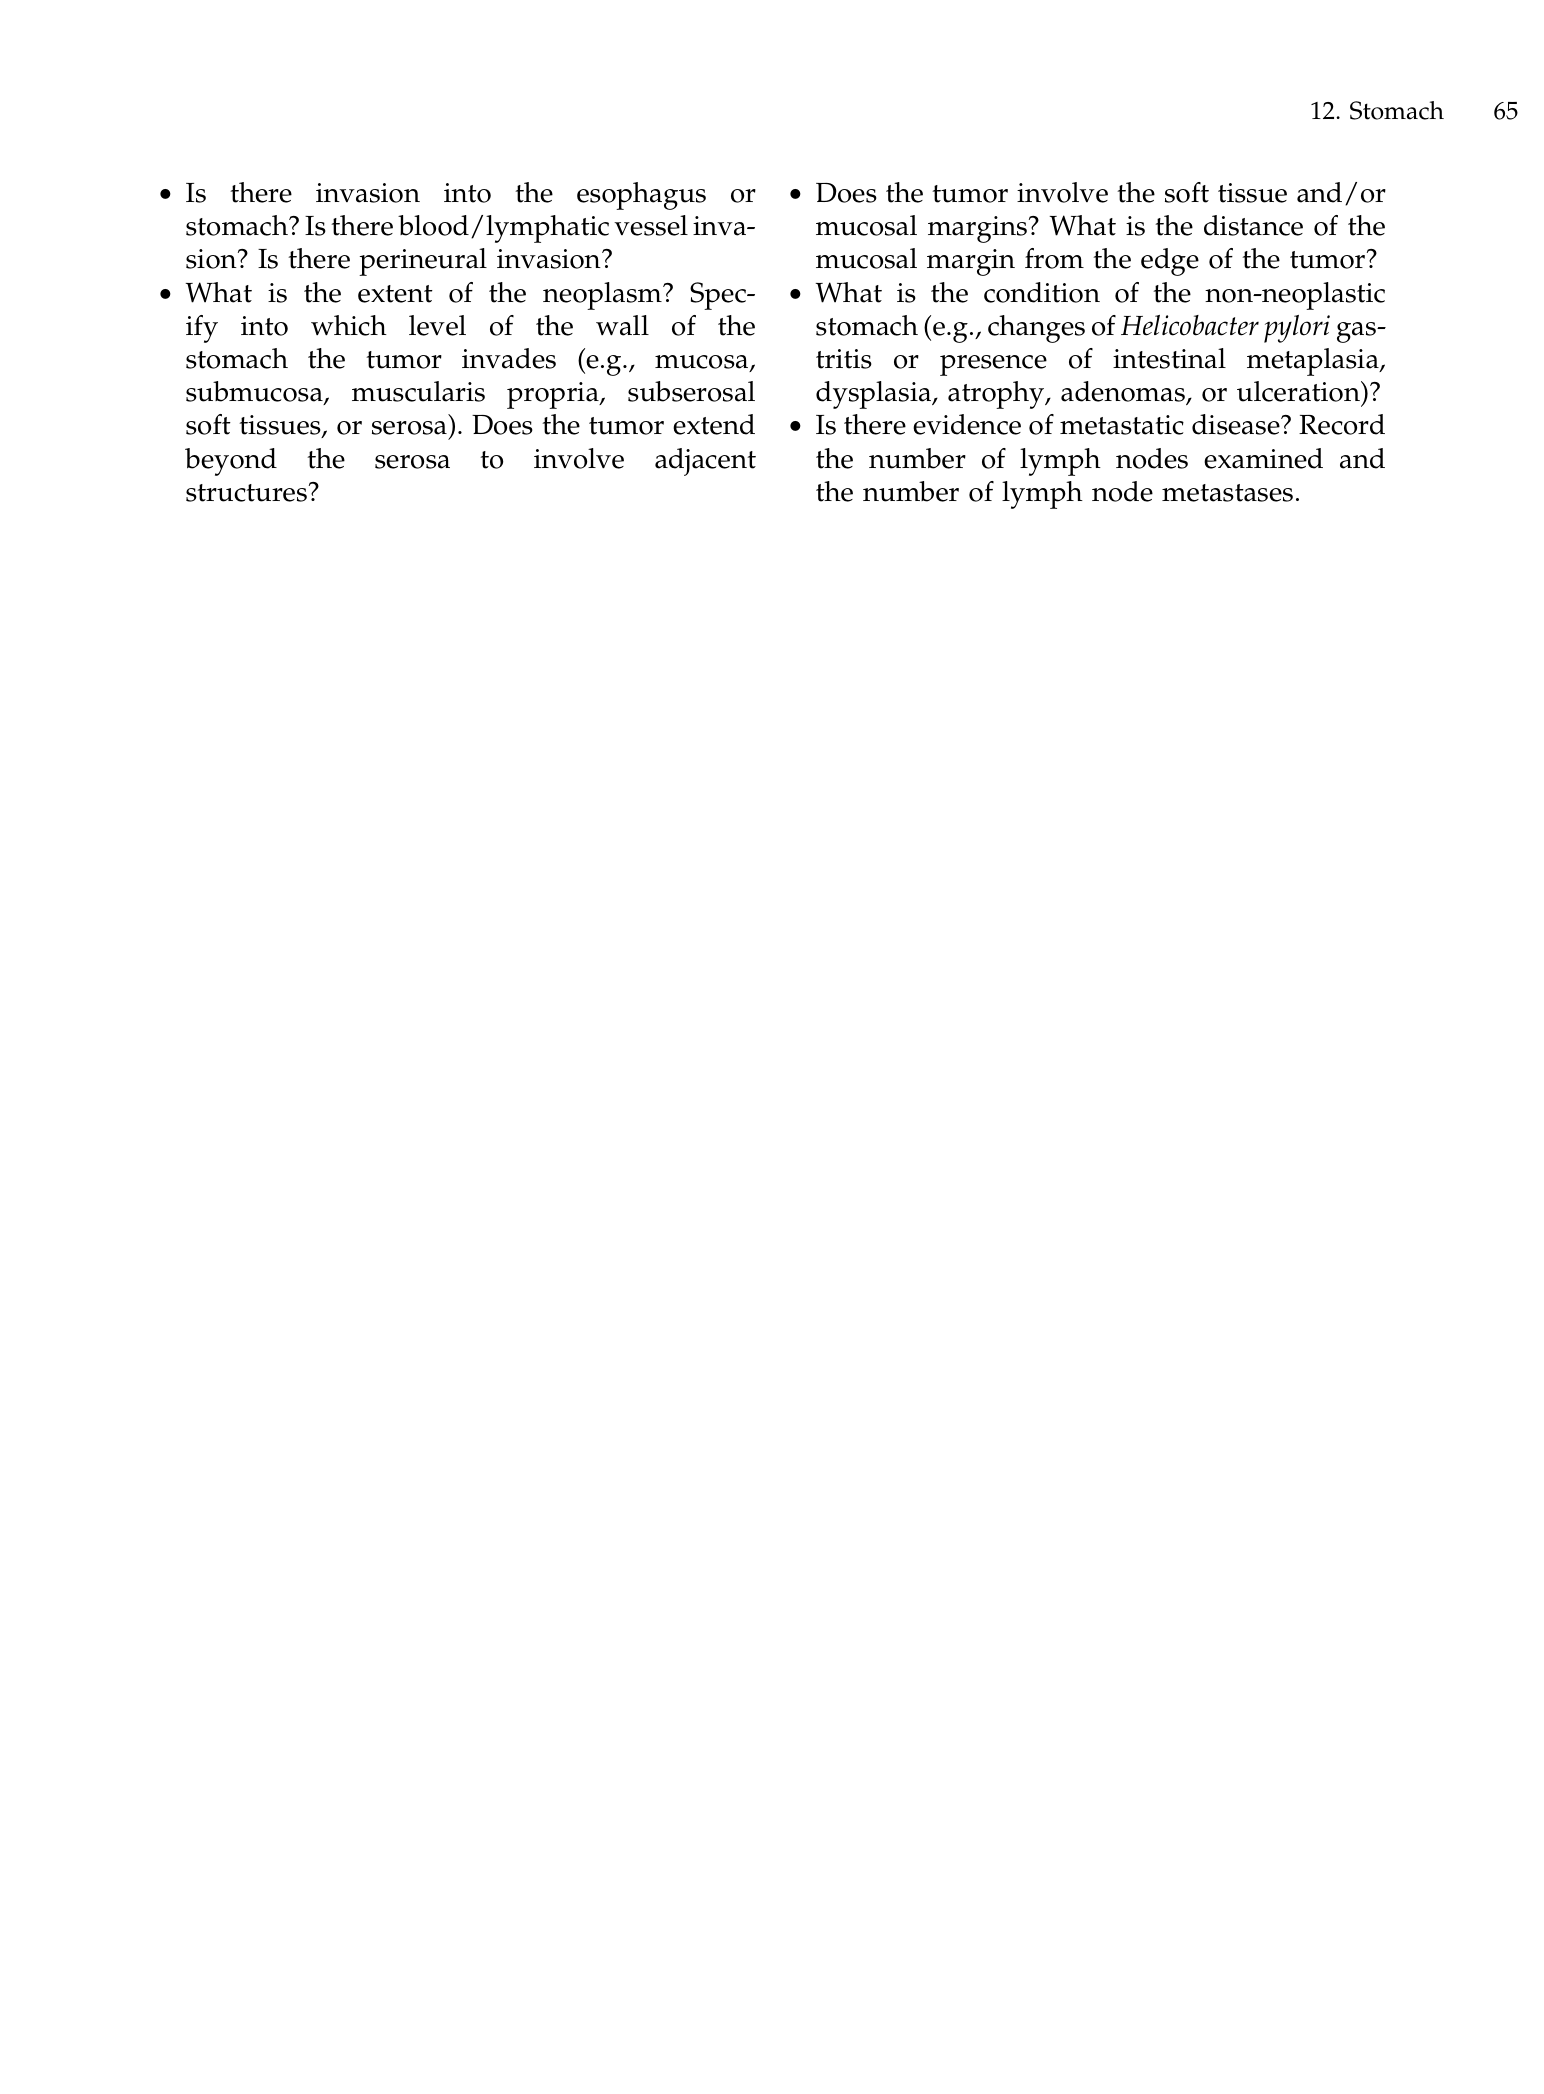 12. Stomach 65
• Is there invasion into the esophagus or
stomach? Is there blood/lymphatic vessel inva-
sion? Is there perineural invasion?
• What is the extent of the neoplasm? Spec-
ify into which level of the wall of the
stomach the tumor invades (e.g., mucosa,
submucosa, muscularis propria, subserosal
soft tissues, or serosa). Does the tumor extend
beyond the serosa to involve adjacent
structures?
• Does the tumor involve the soft tissue and/or
mucosal margins? What is the distance of the
mucosal margin from the edge of the tumor?
• What is the condition of the non-neoplastic
stomach (e.g., changes of Helicobacter pylori gas-
tritis or presence of intestinal metaplasia,
dysplasia, atrophy, adenomas, or ulceration)?
• Is there evidence of metastatic disease? Record
the number of lymph nodes examined and
the number of lymph node metastases.